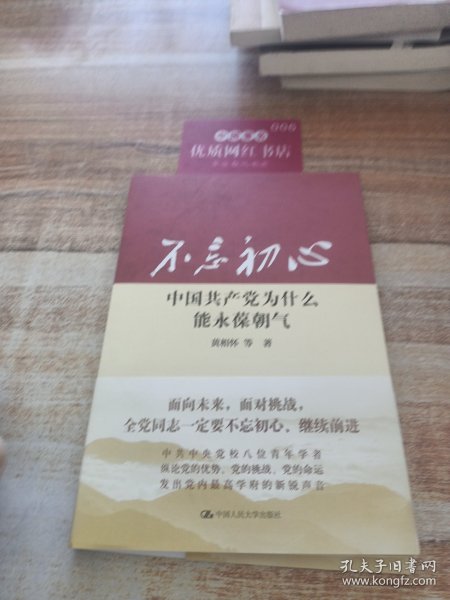 006
优质网红书店
不忘初心
中国共产党为什么
能永葆朝气
黄相怀 等 著
面向未来，面对挑战，
全党同志一定要不忘初心、继续前进
中共中央党校八位青年学者
纵论党的优势、党的挑战、党的命运
发出党内最高学府的新锐声音
中国人民大学出版社
孔夫子旧书网
www.kongfz.com